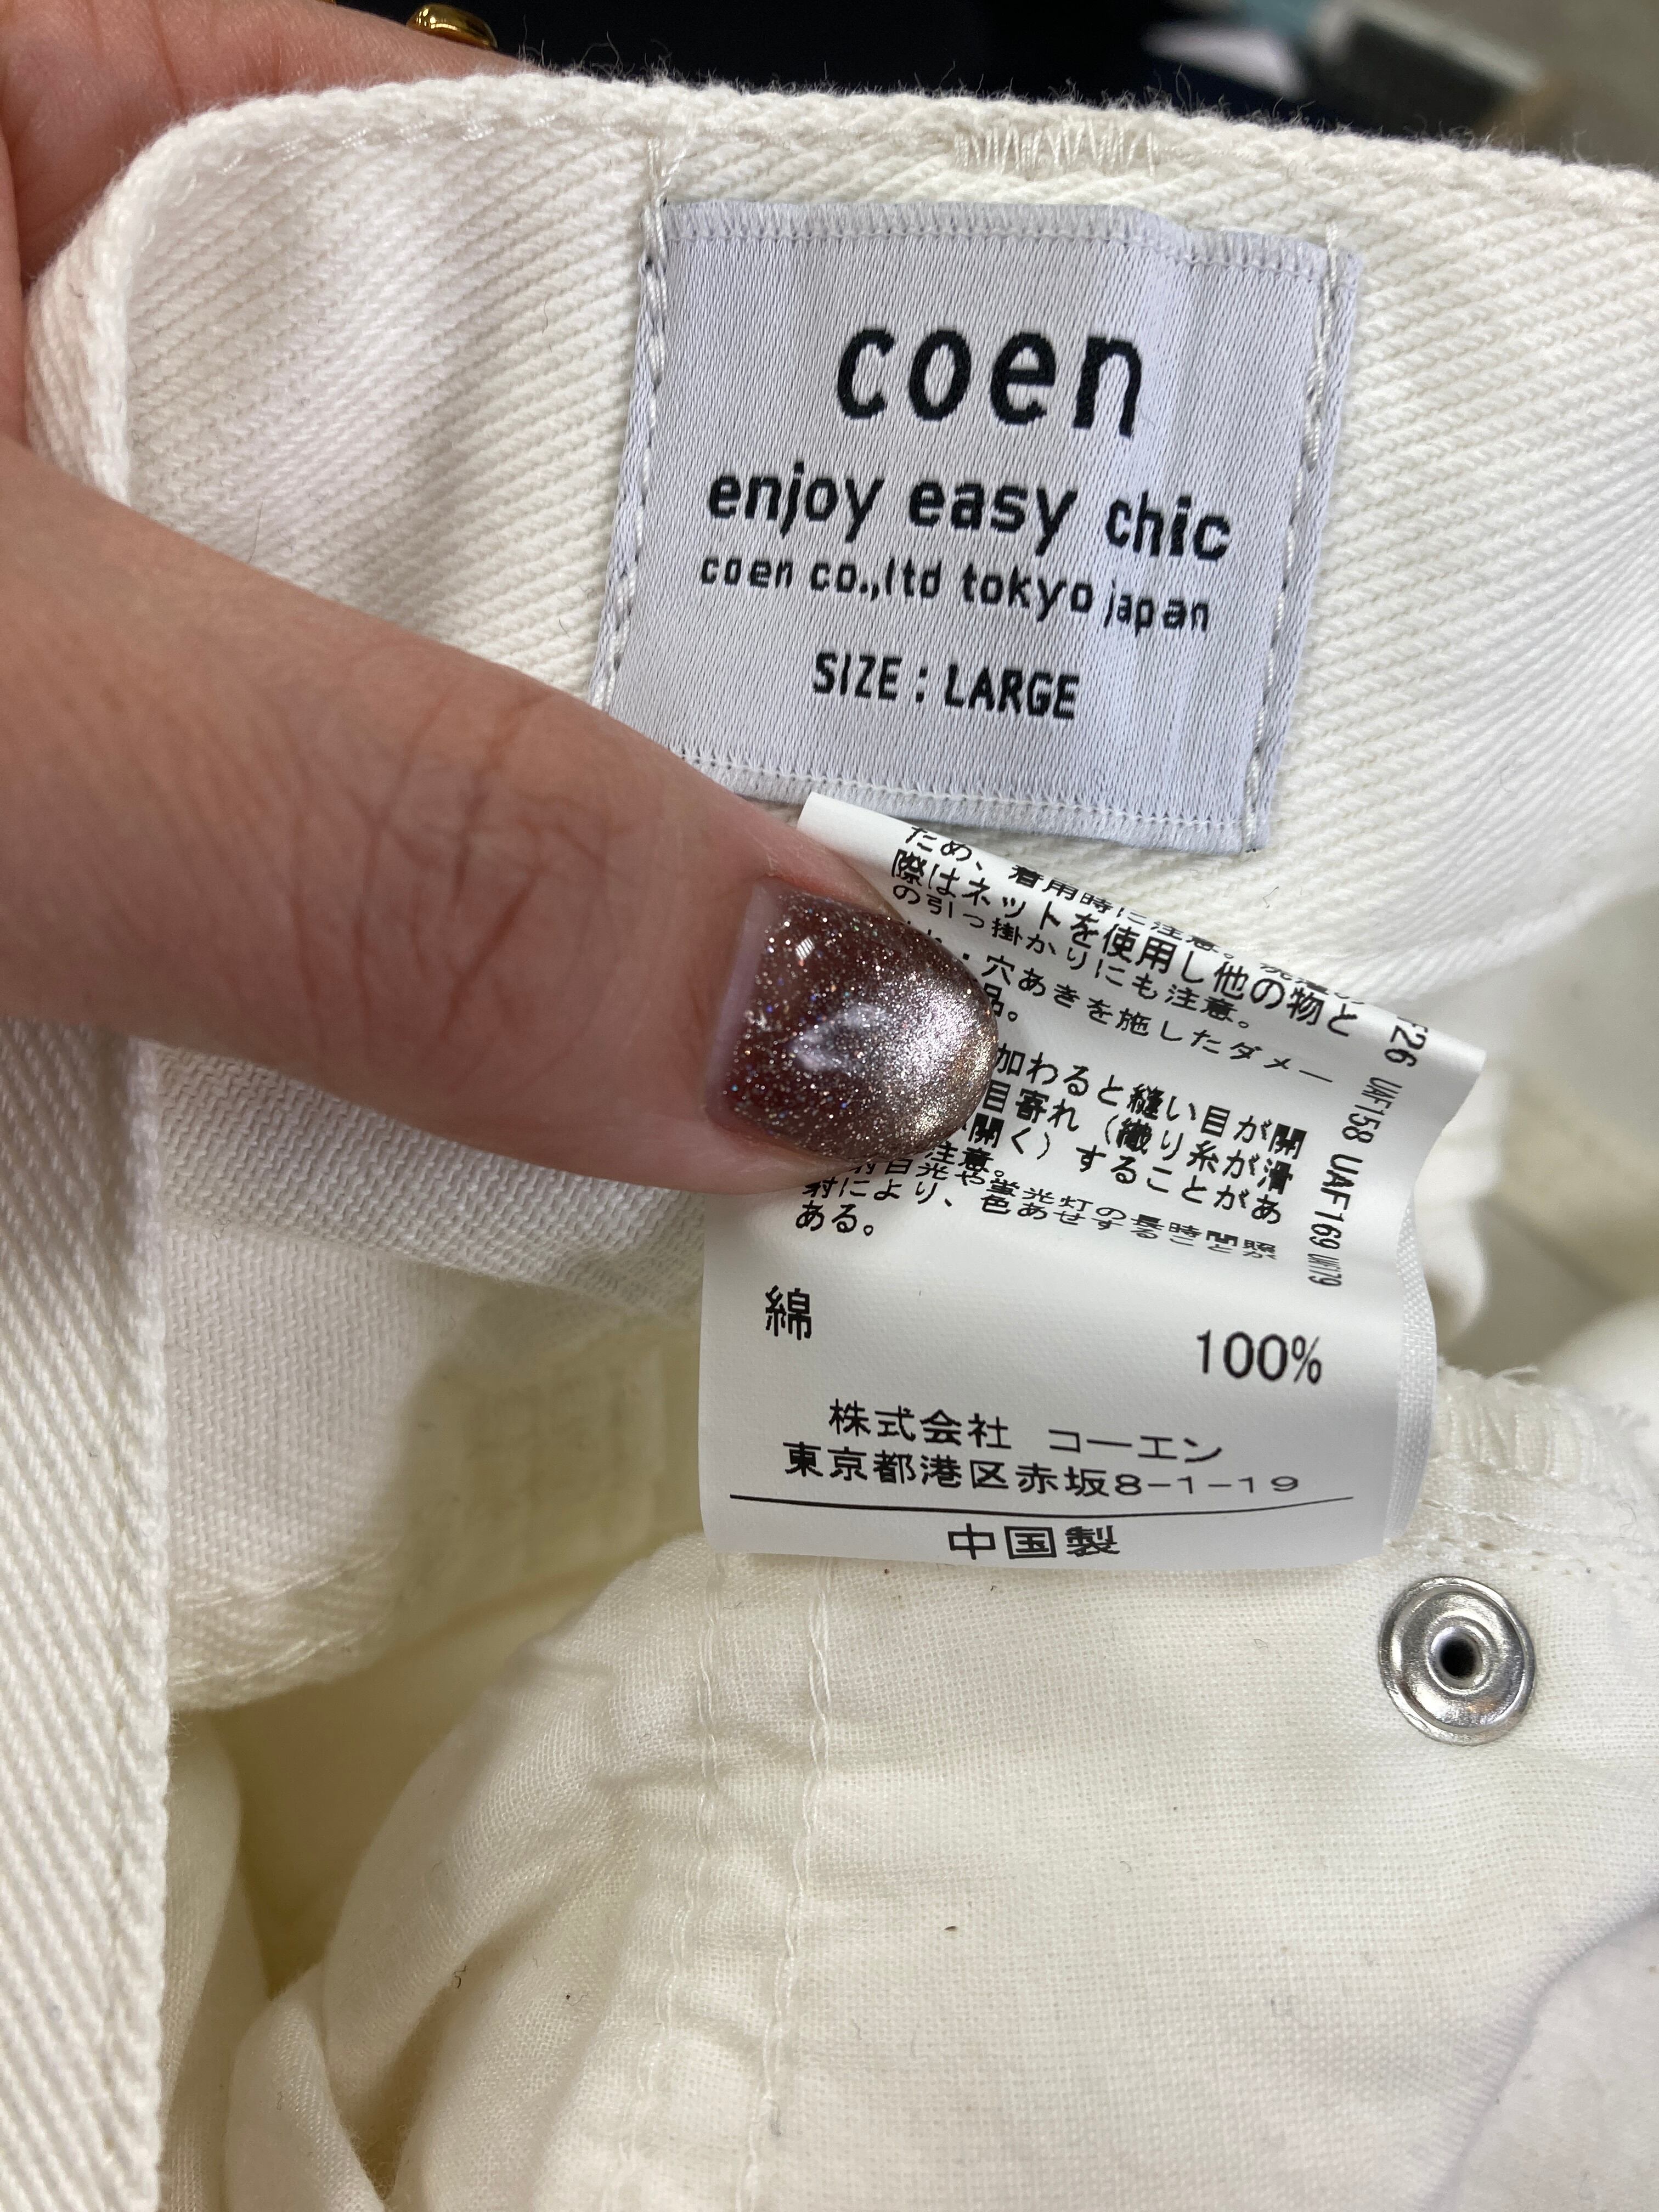 coen
enjoy easy chic
coen co.,ltd tokyo japan
SIZE : LARGE
ため、着用時に注意。
際はネットを使用し他の物と
の引っ掛かりにも注意。
・穴あきを施したダメー
品。
加わると縫い目が開
目寄れ（織り糸が滑
開く）することがあ
注意。
射日光や蛍光灯の長時間照
射により、色あせすることが
ある。
UAF158 UAF169
綿 100%
株式会社 コーエン
東京都港区赤坂8-1-19
中国製